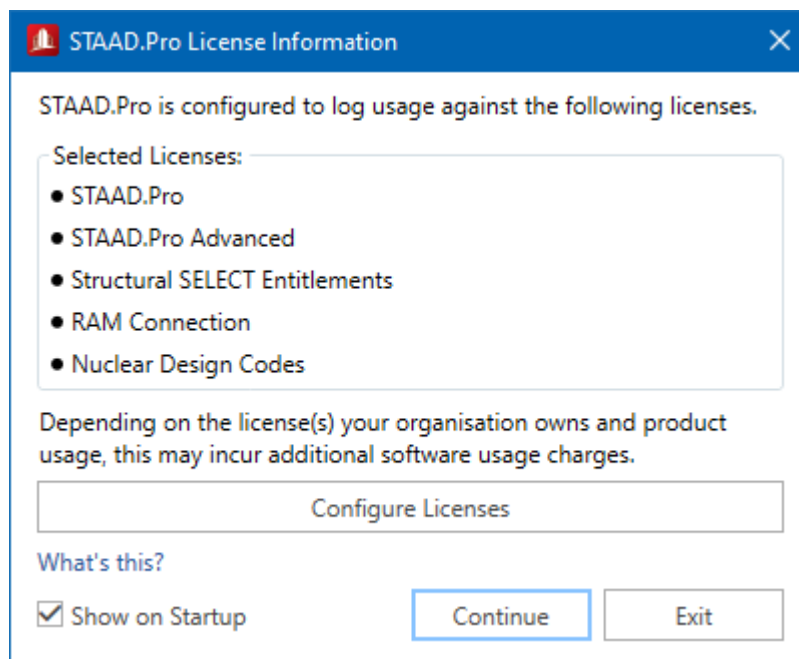 STAAD.Pro License Information
STAAD.Pro is configured to log usage against the following licenses.
Selected Licenses:
● STAAD.Pro
● STAAD.Pro Advanced
● Structural SELECT Entitlements
● RAM Connection
● Nuclear Design Codes
Depending on the license(s) your organisation owns and product
usage, this may incur additional software usage charges.
Configure Licenses
What's this?
Show on Startup
Continue
Exit